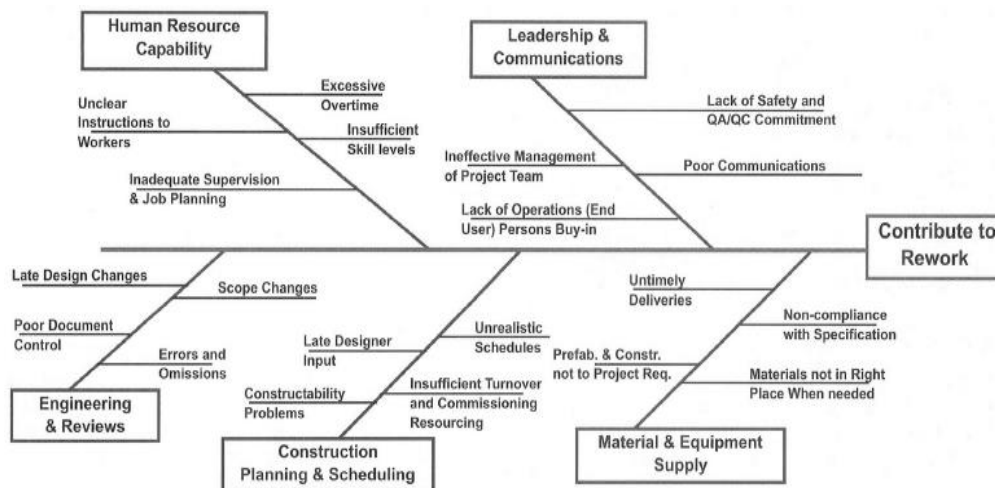 Human Resource
Capability
Leadership &
Communications
Excessive
Overtime
Unclear
Instructions to
Workers
Insufficient
Skill levels
Inadequate Supervision
& Job Planning
Lack of Safety and
QA/QC Commitment
Ineffective Management
of Project Team
Poor Communications
Lack of Operations (End
User) Persons Buy-in
Contribute to
Rework
Late Design Changes
Scope Changes
Poor Document
Control
Errors and
Omissions
Engineering
& Reviews
Unrealistic
Schedules
Late Designer
Input
Constructability
Problems
Insufficient Turnover
and Commissioning
Resourcing
Construction
Planning & Scheduling
Untimely
Deliveries
Non-compliance
with Specification
Prefab. & Constr.
not to Project Req.
Materials not in Right
Place When needed
Material & Equipment
Supply